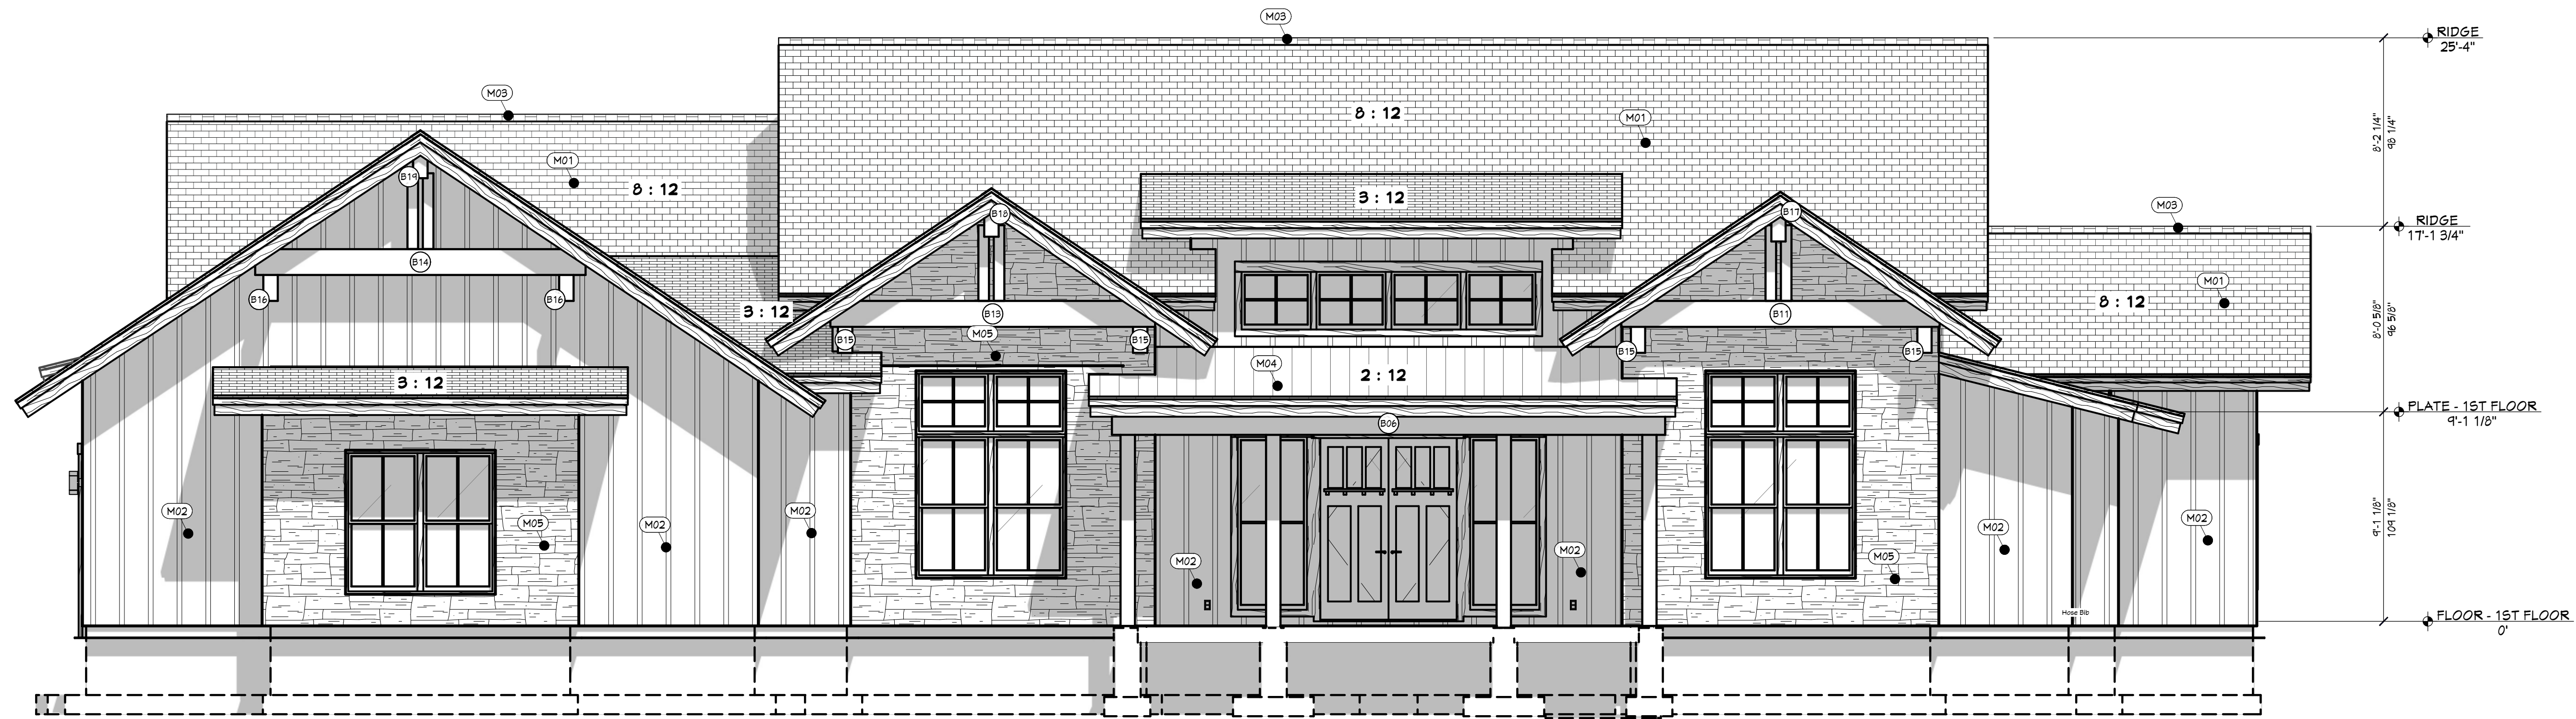 M03
RIDGE
25'-4"
M03
8 : 12
M01
8'-2 1/4"
98 1/4"
M01
B19
8 : 12
3 : 12
M03
B18
B17
RIDGE
17'-1 3/4"
B14
B16
B16
3 : 12
B13
B11
8 : 12
M01
8'-0 5/8"
96 5/8"
M05
B15
B15
B15
B15
M04
2 : 12
3 : 12
PLATE - 1ST FLOOR
9'-1 1/8"
B06
M02
M05
M02
M02
M02
M02
M05
M02
M02
9'-1 1/8"
109 1/8"
Hose Bib
FLOOR - 1ST FLOOR
0'